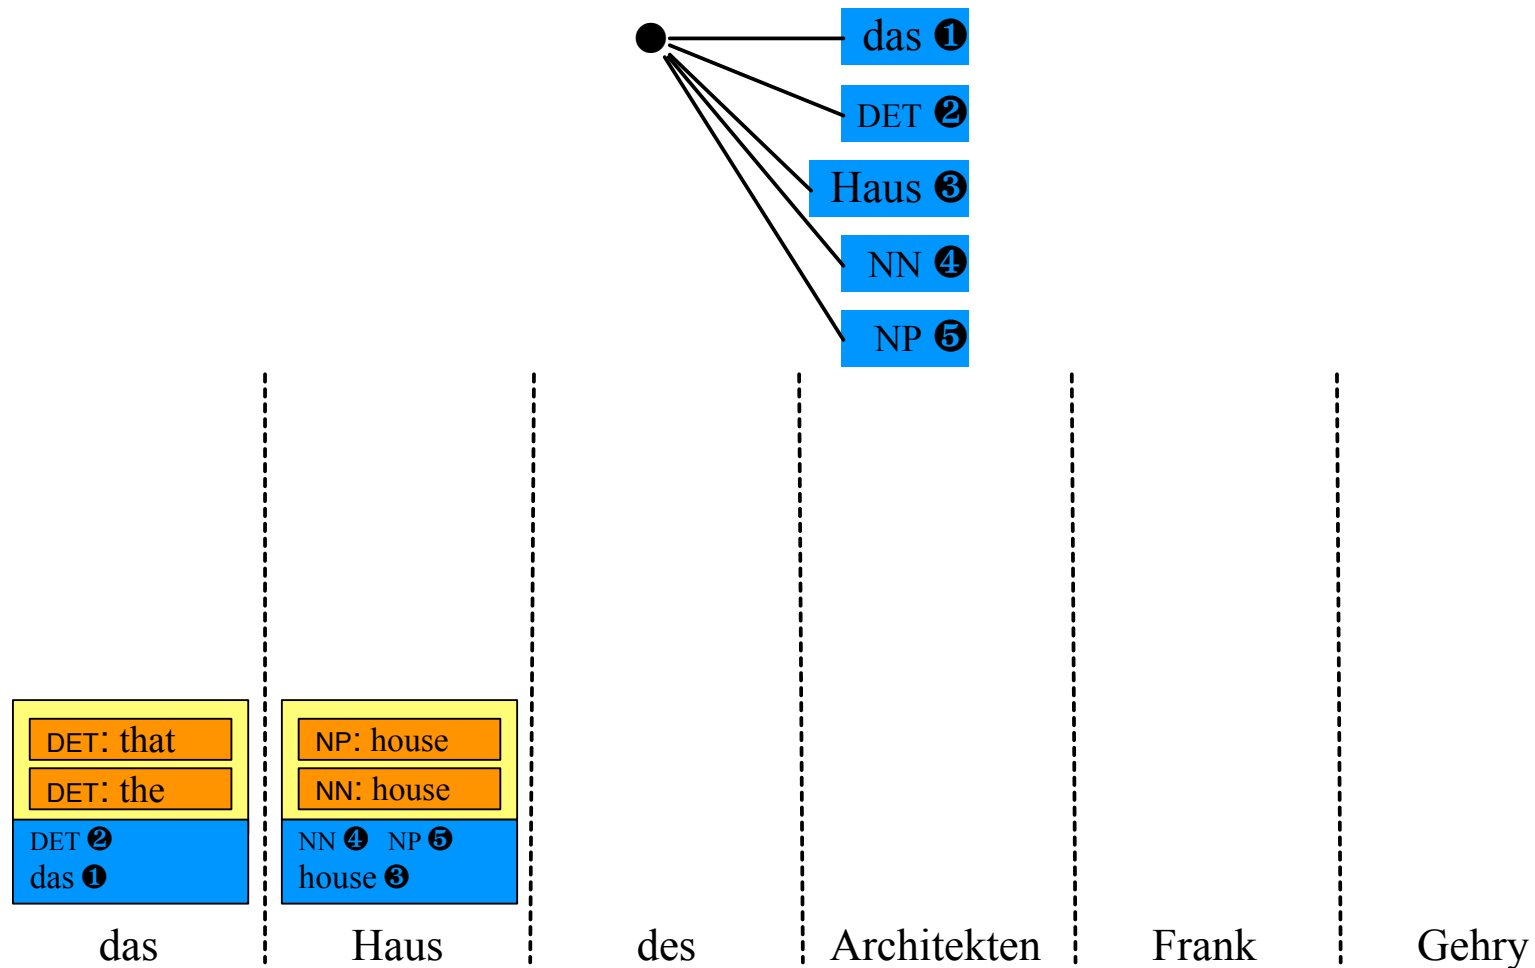 das ❶
DET ❷
Haus ❸
NN ❹
NP ❺
DET: that
DET: the
DET ❷
das ❶
NP: house
NN: house
NN ❹ NP ❺
house ❸
das Haus des Architekten Frank Gehry